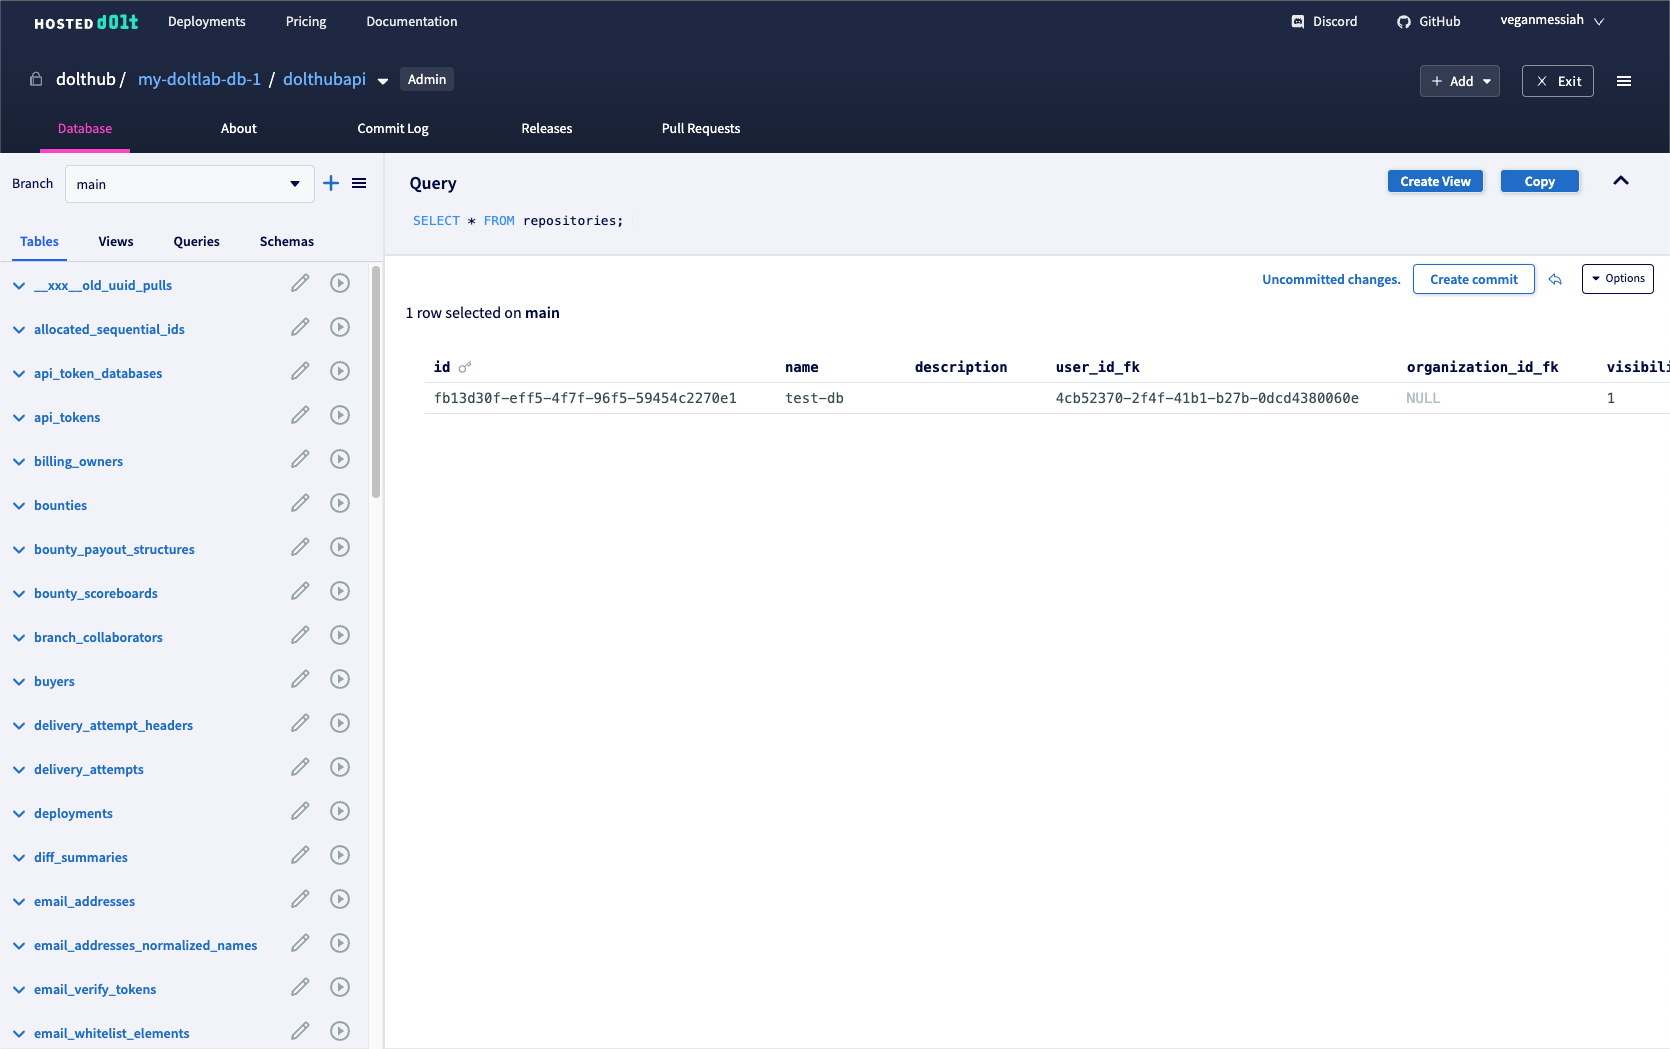 HOSTED dolt Deployments Pricing Documentation Discord GitHub veganmessiah
dolthub / my-doltlab-db-1 / dolthubapi Admin + Add Exit
Database About Commit Log Releases Pull Requests
Branch main
Query Create View Copy
SELECT * FROM repositories;
Tables Views Queries Schemas
Uncommitted changes. Create commit Options
1 row selected on main
id name description user_id_fk organization_id_fk visibili
fb13d30f-eff5-4f7f-96f5-59454c2270e1 test-db 4cb52370-2f4f-41b1-b27b-0dcd4380060e NULL 1
__xxx__old_uuid_pulls
allocated_sequential_ids
api_token_databases
api_tokens
billing_owners
bounties
bounty_payout_structures
bounty_scoreboards
branch_collaborators
buyers
delivery_attempt_headers
delivery_attempts
deployments
diff_summaries
email_addresses
email_addresses_normalized_names
email_verify_tokens
email_whitelist_elements